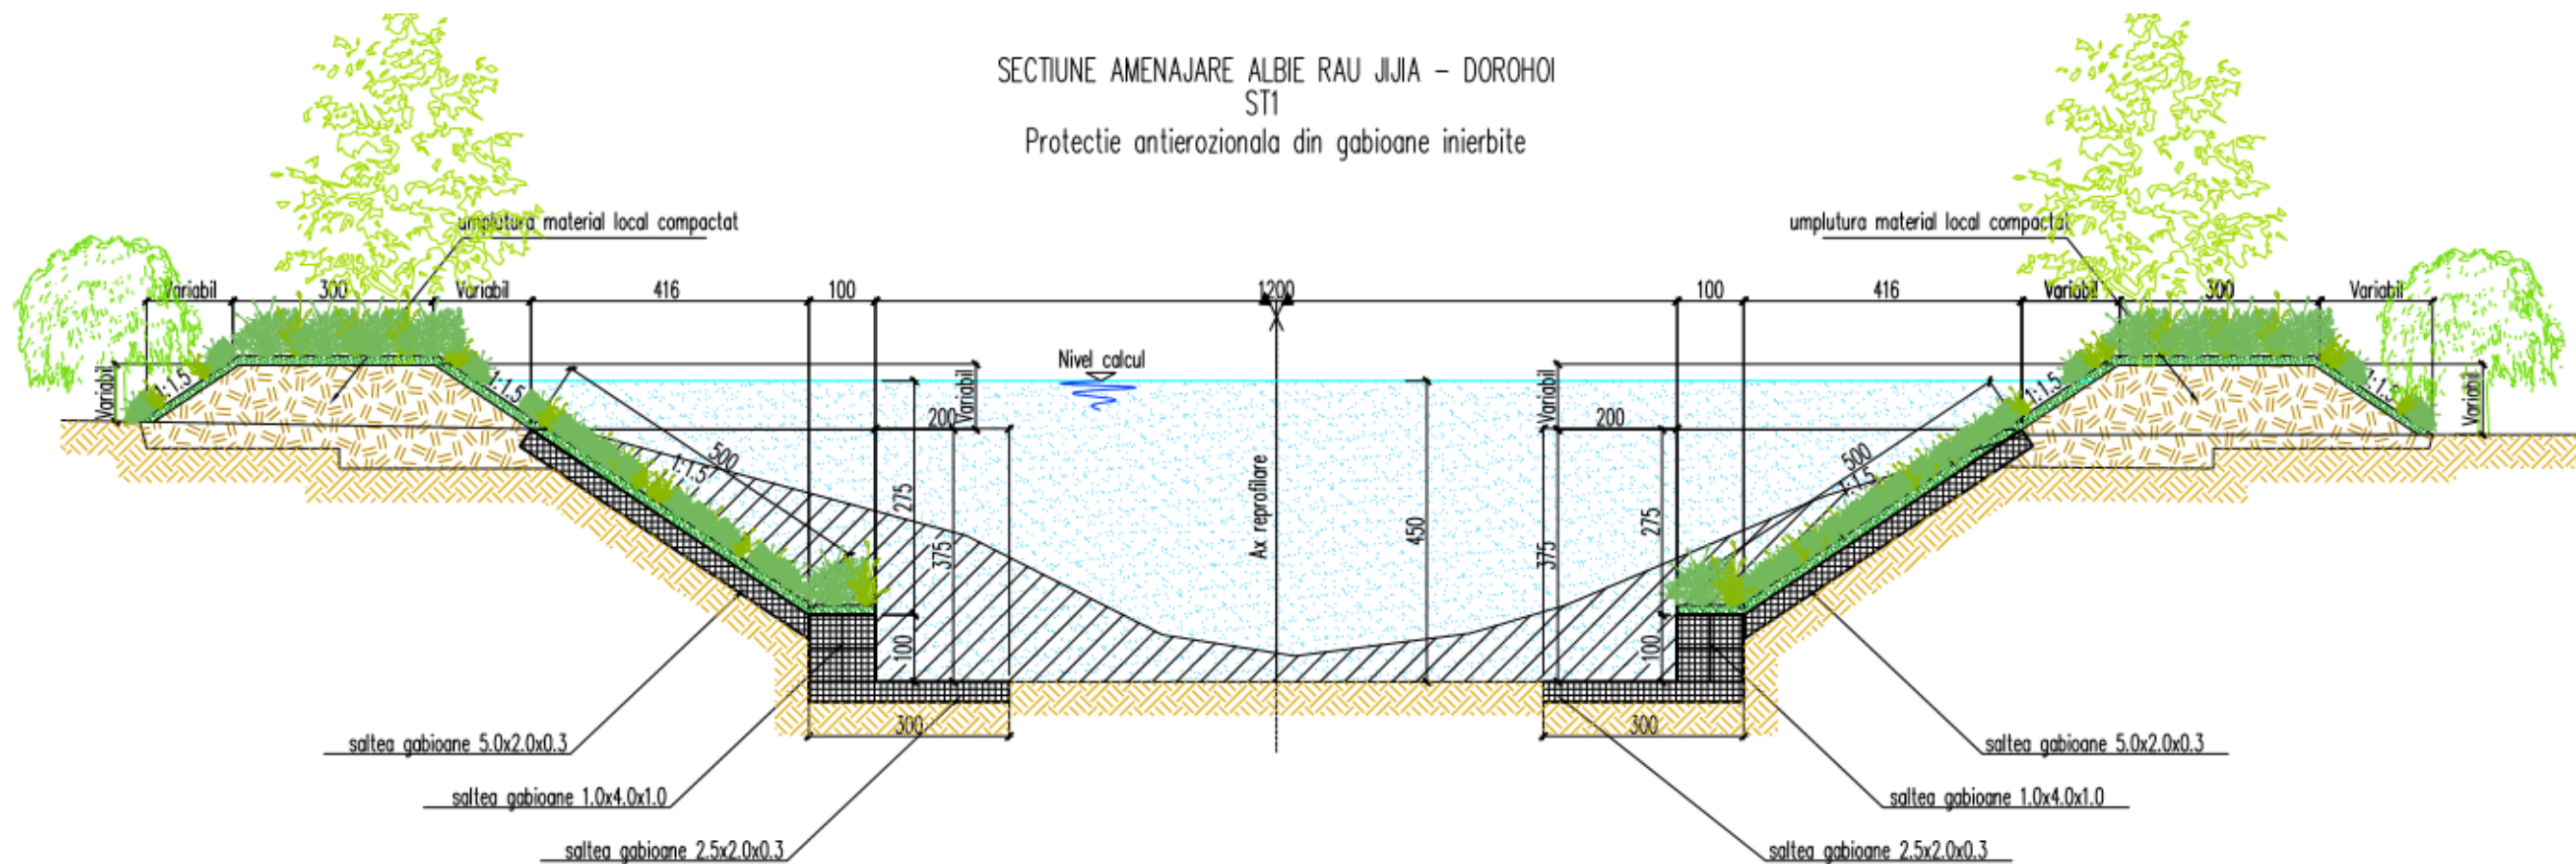 SECTIUNE AMENAJARE ALBIE RAU JIJIA - DOROHOI
ST1
Protectie antierozionala din gabioane inierbite
umplutura material local compactat
umplutura material local compactat
Variabil
300
Variabil
416
100
1200
100
416
Variabil
300
Variabil
Nivel calcul
Variabil
1:1.5
1:1.5
Variabil
Variabil
1:1.5
1:1.5
Variabil
200
200
500
1:1.5
275
375
450
Ax reprofilare
375
275
500
1:1.5
100
100
300
300
saltea gabioane 5.0x2.0x0.3
saltea gabioane 5.0x2.0x0.3
saltea gabioane 1.0x4.0x1.0
saltea gabioane 1.0x4.0x1.0
saltea gabioane 2.5x2.0x0.3
saltea gabioane 2.5x2.0x0.3